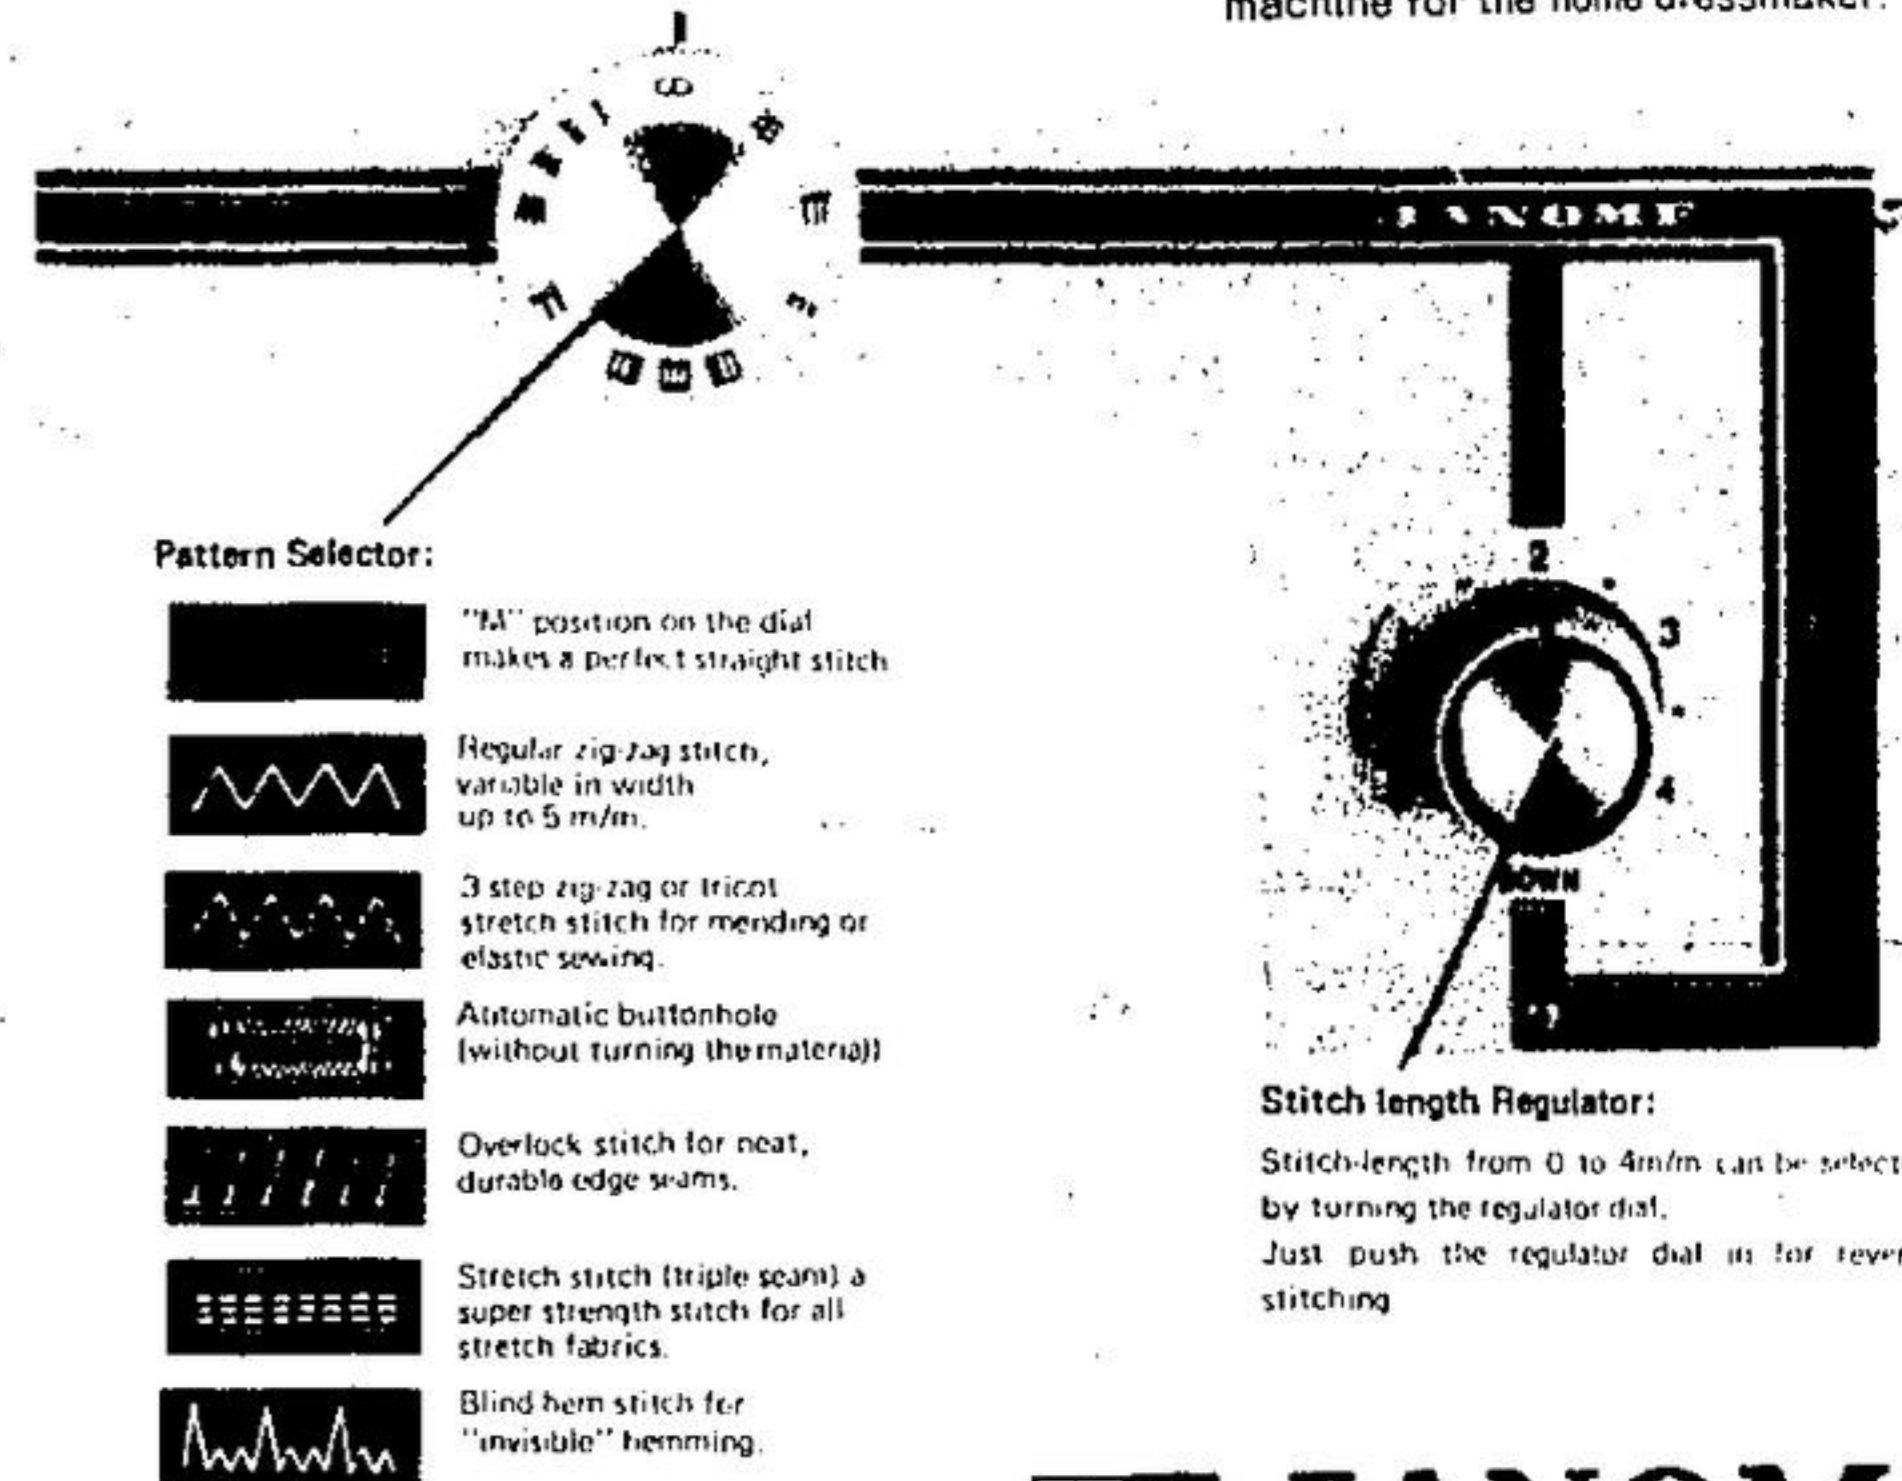 machine for the home dressmaker.
JANOME
Pattern Selector:
"M" position on the dial
makes a perfect straight stitch
Regular zig-zag stitch,
variable in width
up to 5 m/m.
3 step zig-zag or tricot
stretch stitch for mending or
elastic sewing.
Automatic buttonhole
(without turning the material)
Overlock stitch for neat,
durable edge seams.
Stretch stitch (triple seam) a
super strength stitch for all
stretch fabrics.
Blind hem stitch for
"invisible" hemming.
2
3
4
DOWN
Stitch length Regulator:
Stitch-length from 0 to 4m/m can be select
by turning the regulator dial.
Just push the regulator dial in for rever
stitching
JANOM